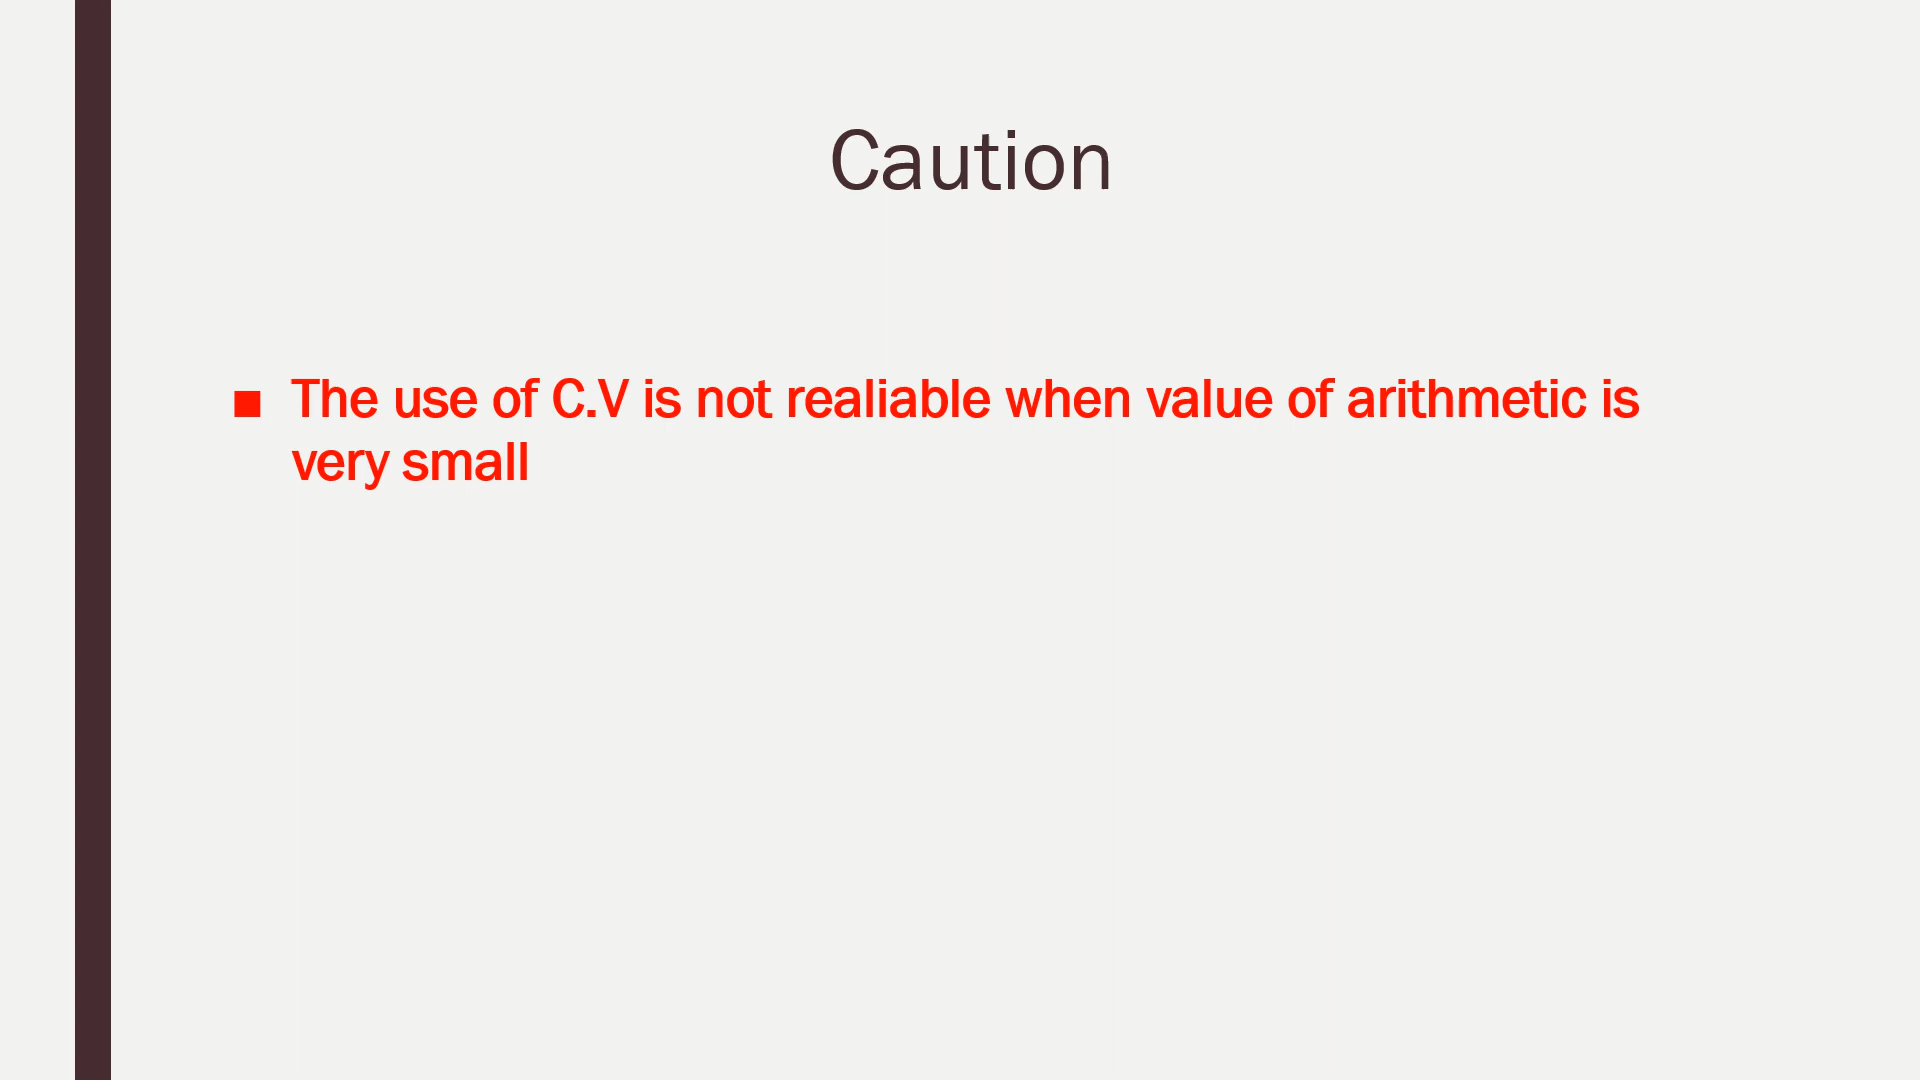 Caution
■ The use of C.V is not realiable when value of arithmetic is
very small